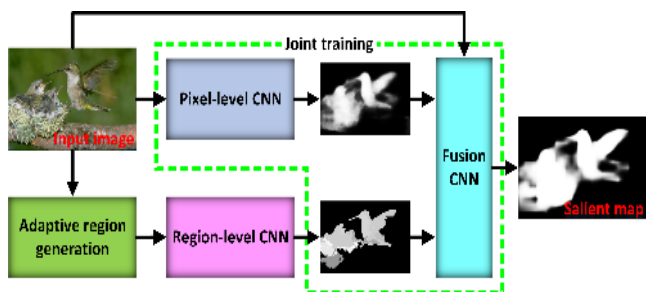 Joint training
Pixel-level CNN
Input image
Fusion
CNN
Adaptive region
generation
Region-level CNN
Salient map